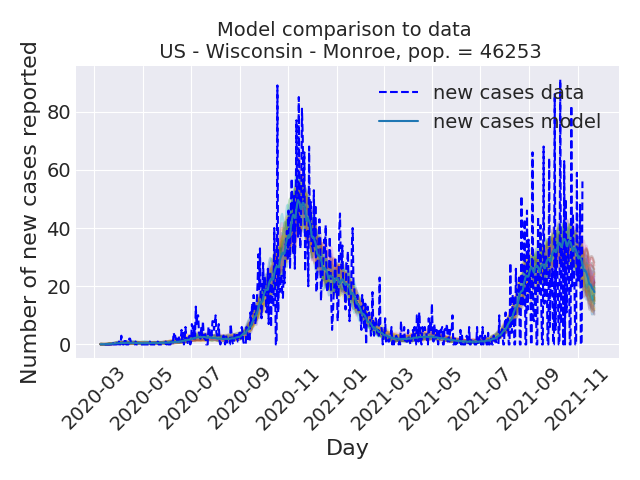 Model comparison to data
US - Wisconsin - Monroe, pop. = 46253
Number of new cases reported
80
60
40
20
0
new cases data
new cases model
2020-03
2020-05
2020-07
2020-09
2020-11
2021-01
2021-03
2021-05
2021-07
2021-09
2021-11
Day